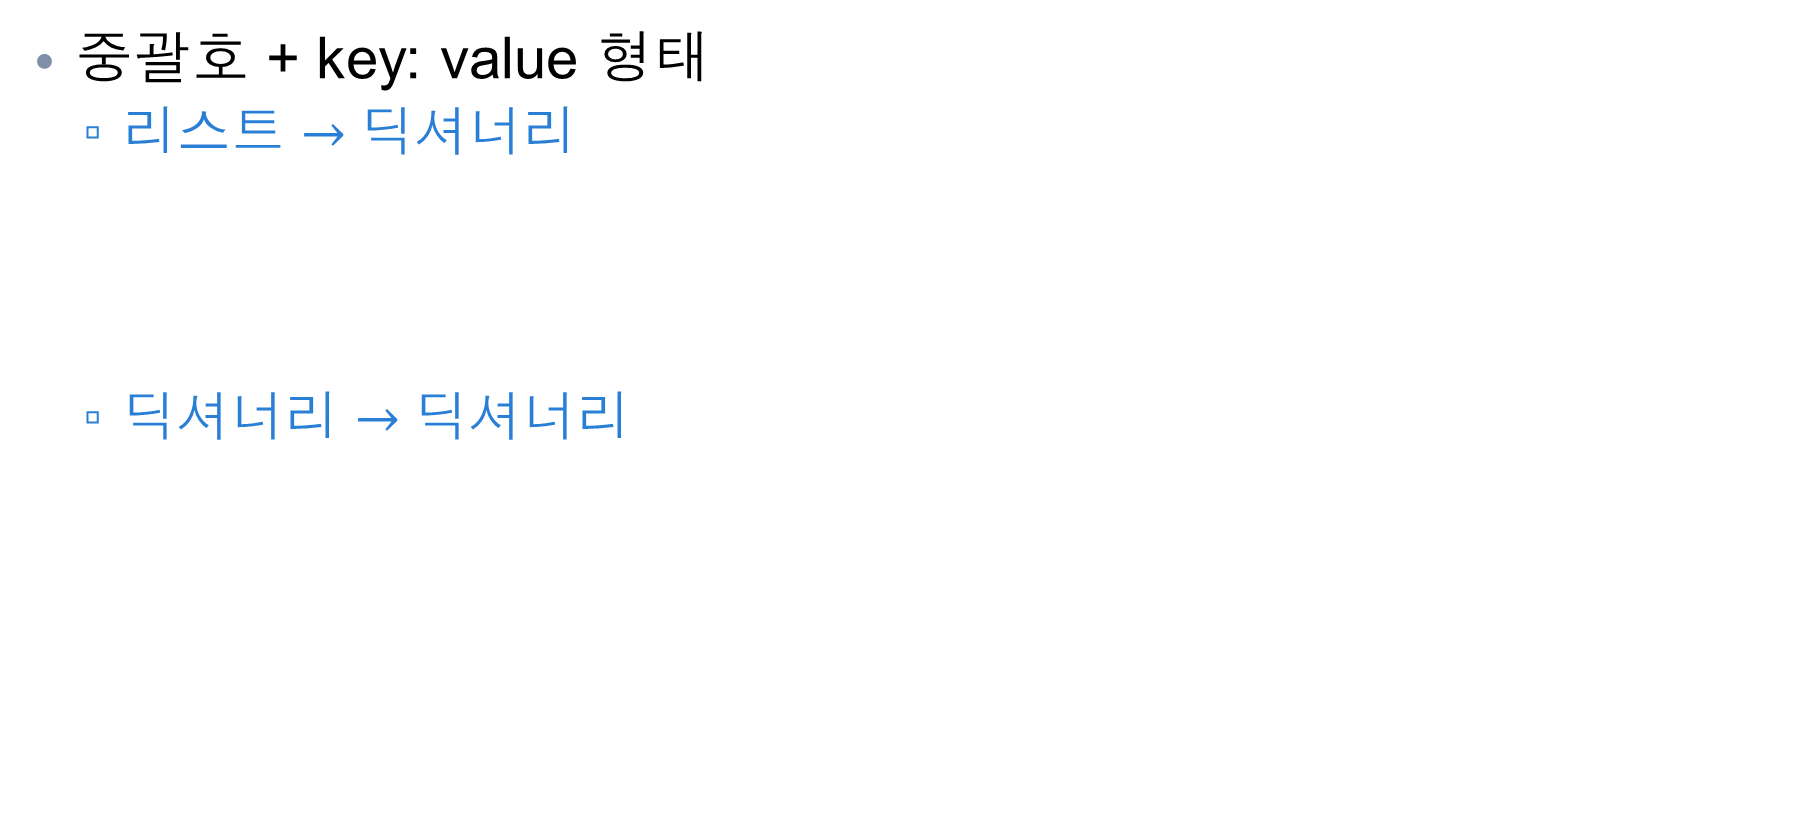 • 중괄호 + key: value 형태
▫ 리스트 → 딕셔너리
▫ 딕셔너리 → 딕셔너리